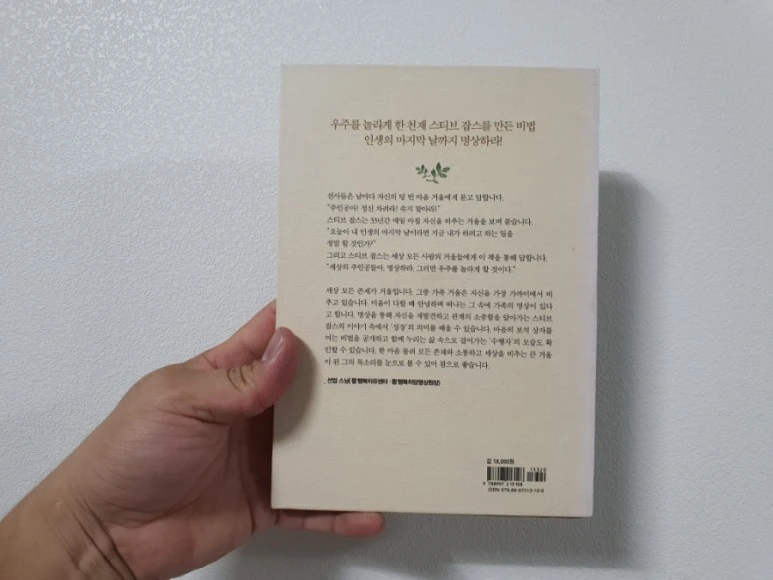 우주를 놀라게 한 천재 스티브 잡스를 만든 비법
인생의 마지막 날까지 명상하라!
선사들은 날마다 자신의 텅 빈 마음 거울에게 묻고 답합니다.
"주인공아! 정신 차려라! 속지 말아라!"
스티브 잡스는 33년간 매일 아침 자신을 비추는 거울을 보며 묻습니다.
"오늘이 내 인생의 마지막 날이라면 지금 내가 하려고 하는 일을
정말 할 것인가?"
그리고 스티브 잡스는 세상 모든 사람의 거울들에게 이 책을 통해 답합니다.
"세상의 주인공들아, 명상하라. 그러면 우주를 놀라게 할 것이다."
세상 모든 존재가 거울입니다. 그중 가족 거울은 자신을 가장 가까이에서 비
추고 있습니다. 마음이 다할 때 안녕하며 떠나는 그 속에 가족의 명상이 있다
고 합니다. 명상을 통해 자신을 재발견하고 관계의 소중함을 알아가는 스티브
잡스의 이야기 속에서 '성장'의 의미를 배울 수 있습니다. 마음의 보석 상자를
여는 비법을 공개하고 함께 누리는 삶 속으로 걸어가는 '수행자'의 모습도 확
인할 수 있습니다. 한 마음 돌려 모든 존재와 소통하고 세상을 비추는 큰 거울
이 된 그의 목소리를 눈으로 볼 수 있어 참으로 좋습니다.
_ 선업 스님
값 16,000원